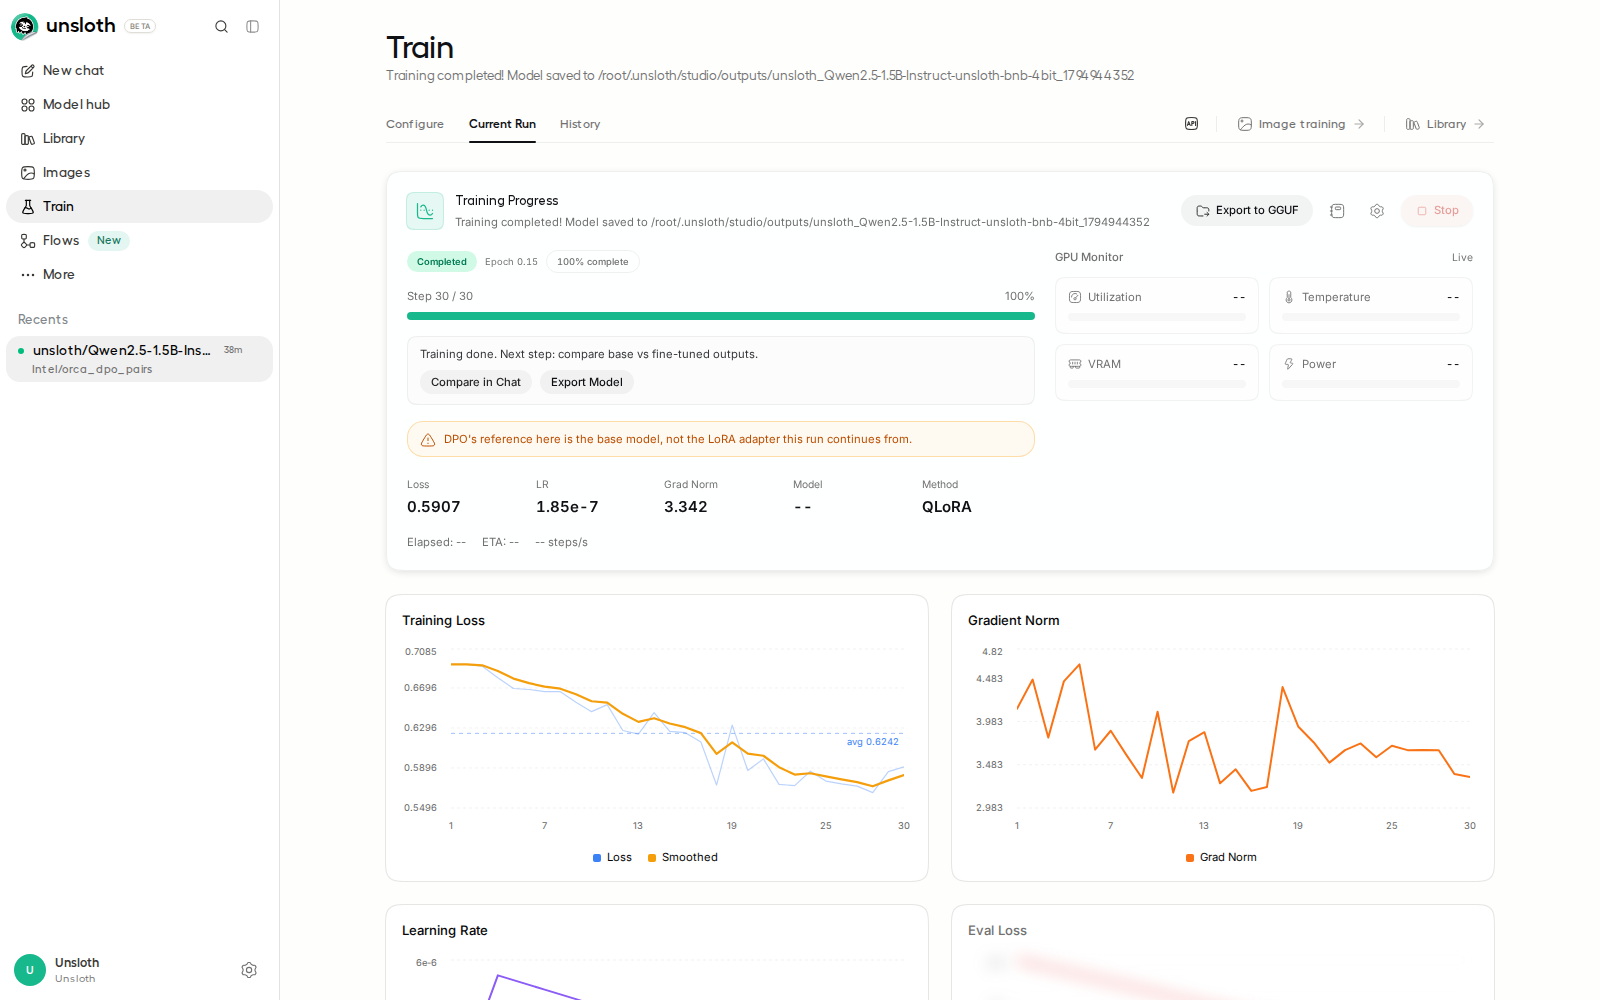 unsloth BETA
New chat
Model hub
Library
Images
Train
Flows New
More
Recents
unsloth/Qwen2.5-1.5B-Ins... 38m
Intel/orca_dpo_pairs
U
Unsloth
Unsloth
Train
Training completed! Model saved to /root/.unsloth/studio/outputs/unsloth_Qwen2.5-1.5B-Instruct-unsloth-bnb-4bit_1794944352
Configure Current Run History
API Image training Library
Training Progress
Training completed! Model saved to /root/.unsloth/studio/outputs/unsloth_Qwen2.5-1.5B-Instruct-unsloth-bnb-4bit_1794944352
Export to GGUF Stop
Completed Epoch 0.15 100% complete
Step 30 / 30 100%
Training done. Next step: compare base vs fine-tuned outputs.
Compare in Chat Export Model
DPO's reference here is the base model, not the LoRA adapter this run continues from.
Loss LR Grad Norm Model Method
0.5907 1.85e-7 3.342 -- QLoRA
Elapsed: -- ETA: -- -- steps/s
GPU Monitor Live
Utilization -- Temperature --
VRAM -- Power --
Training Loss
0.7085
0.6696
0.6296
0.5896
0.5496
avg 0.6242
1 7 13 19 25 30
Loss Smoothed
Gradient Norm
4.82
4.483
3.983
3.483
2.983
1 7 13 19 25 30
Grad Norm
Learning Rate
6e-6
Eval Loss